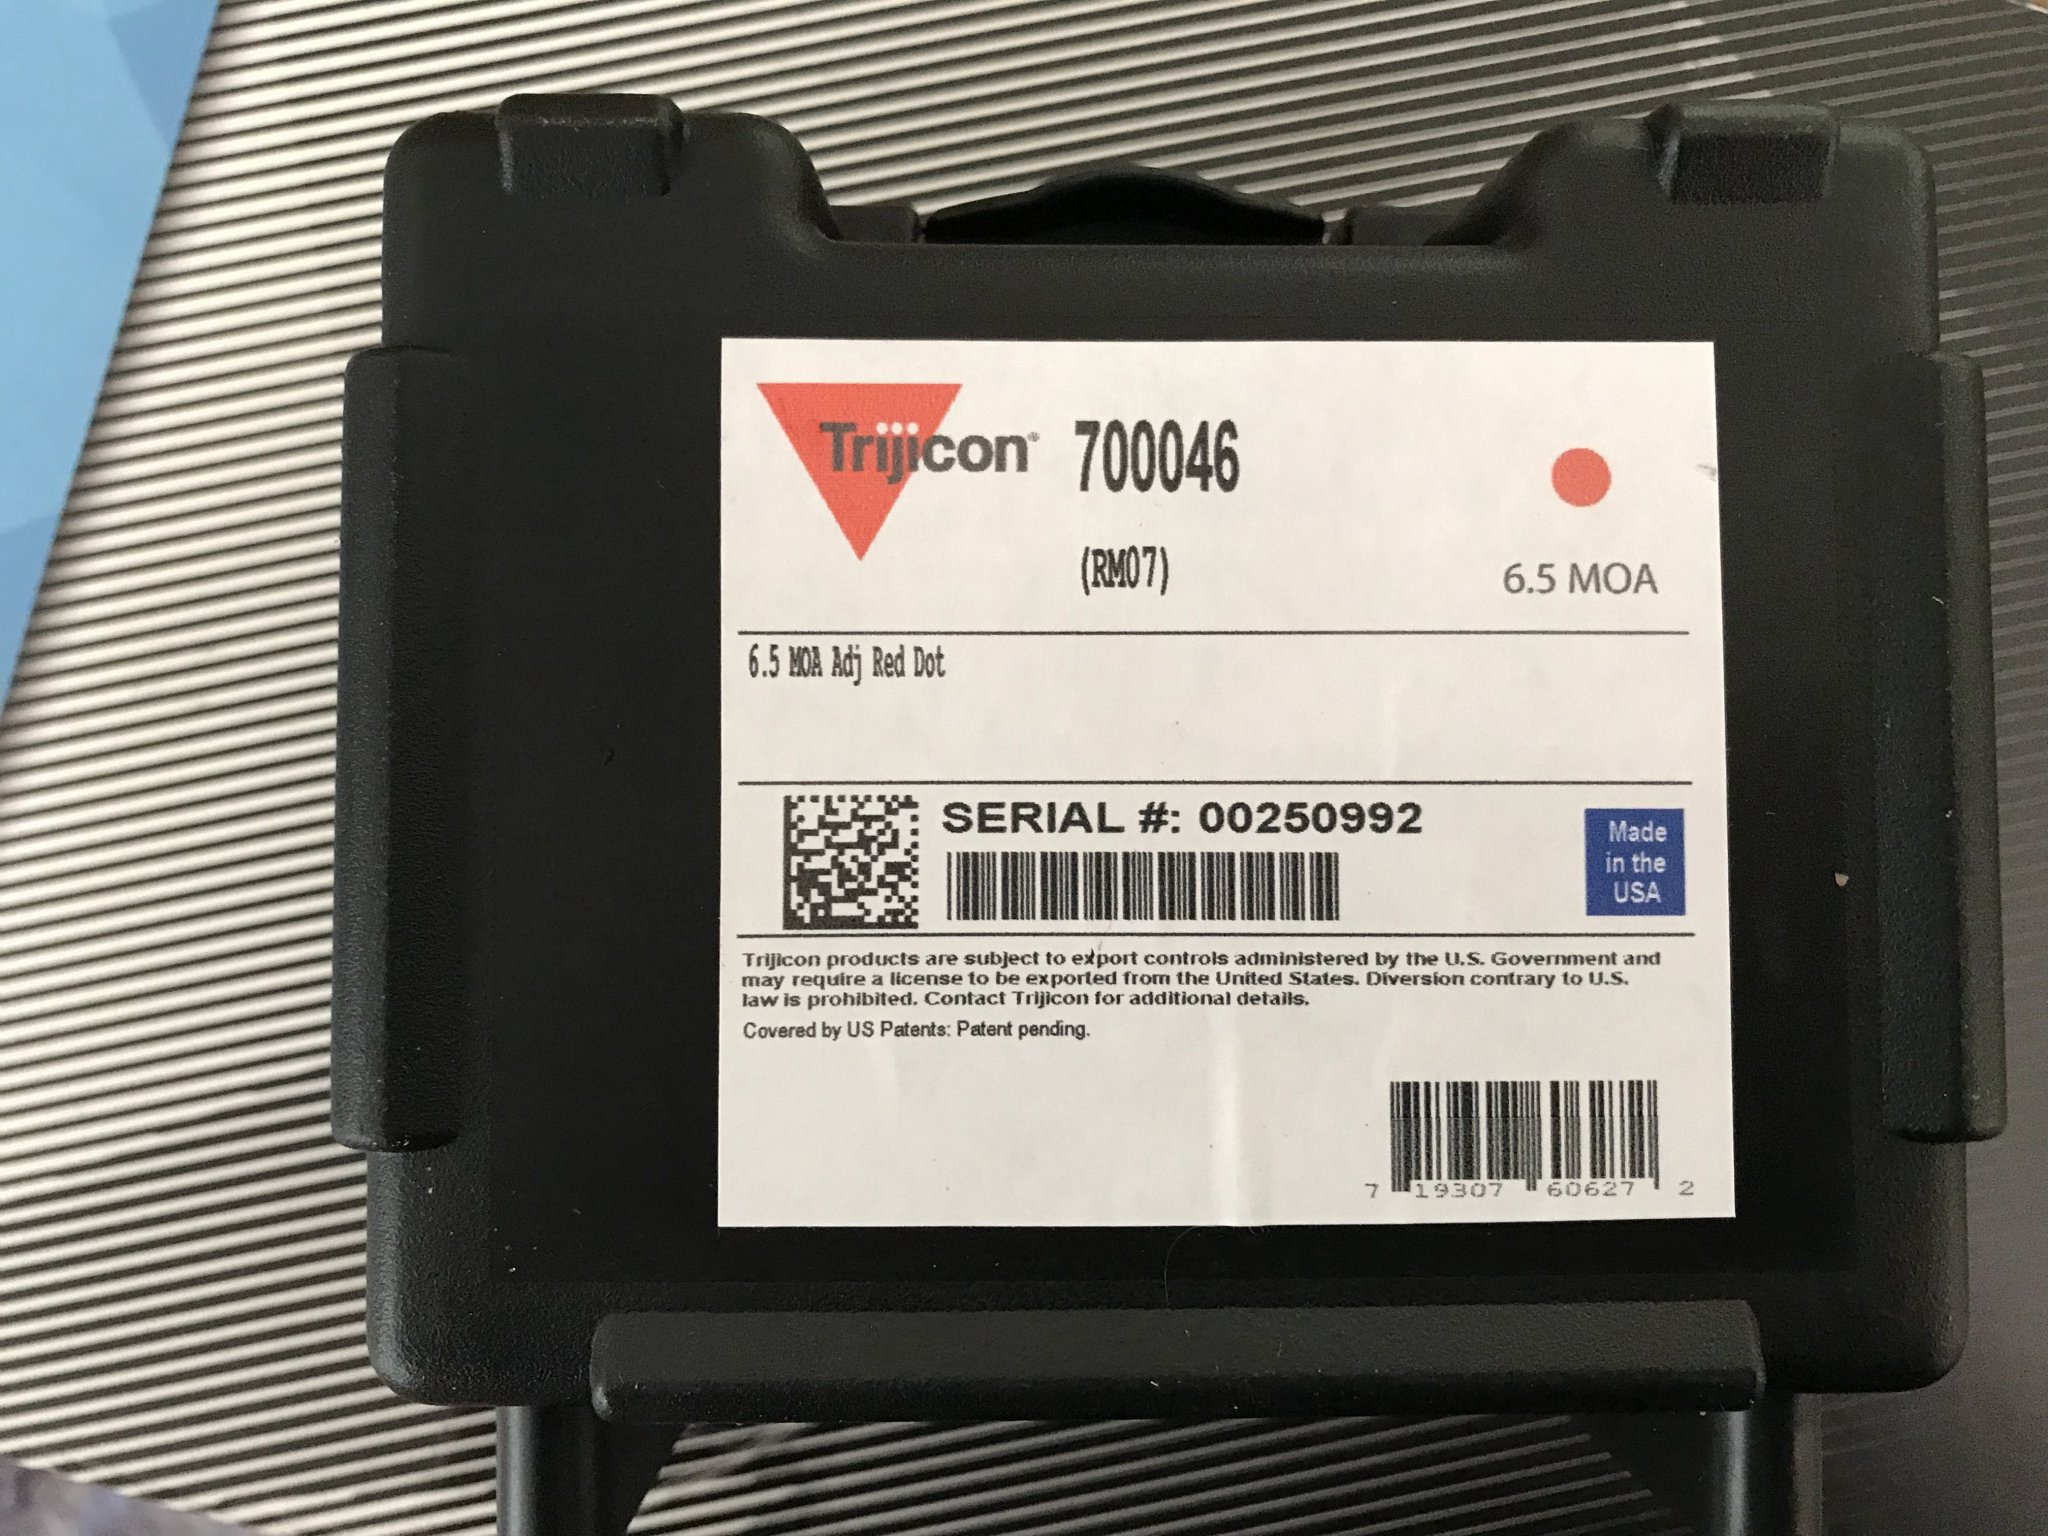 Trijicon® 700046
(RM07)
6.5 MOA
6.5 MOA Adj Red Dot
SERIAL #: 00250992
Made
in the
USA
Trijicon products are subject to export controls administered by the U.S. Government and
may require a license to be exported from the United States. Diversion contrary to U.S.
law is prohibited. Contact Trijicon for additional details.
Covered by US Patents: Patent pending.
7 19307 60627 2